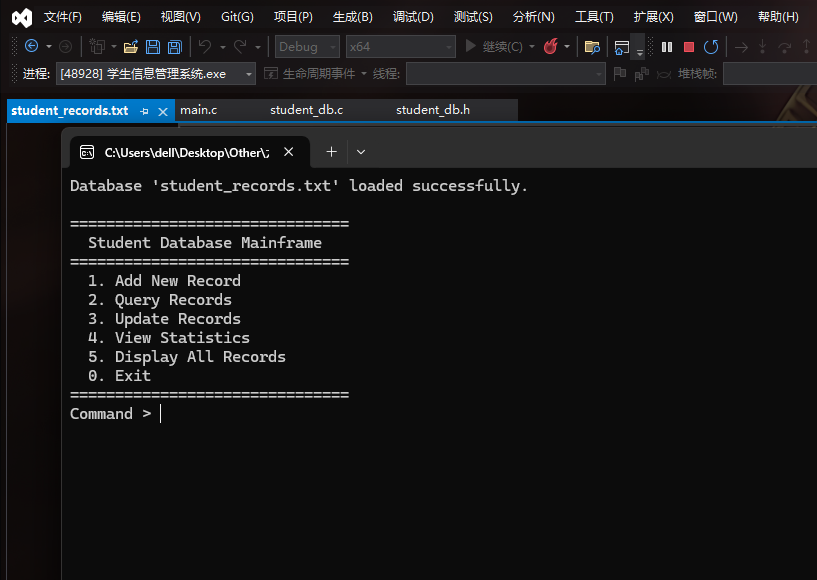 文件(F) 编辑(E) 视图(V) Git(G) 项目(P) 生成(B) 调试(D) 测试(S) 分析(N) 工具(T) 扩展(X) 窗口(W) 帮助(H)
Debug x64 继续(C)
进程: [48928] 学生信息管理系统.exe 生命周期事件 线程: 堆栈帧:
student_records.txt main.c student_db.c student_db.h
C:\Users\dell\Desktop\Other\
Database 'student_records.txt' loaded successfully.
===============================
Student Database Mainframe
===============================
1. Add New Record
2. Query Records
3. Update Records
4. View Statistics
5. Display All Records
0. Exit
===============================
Command >